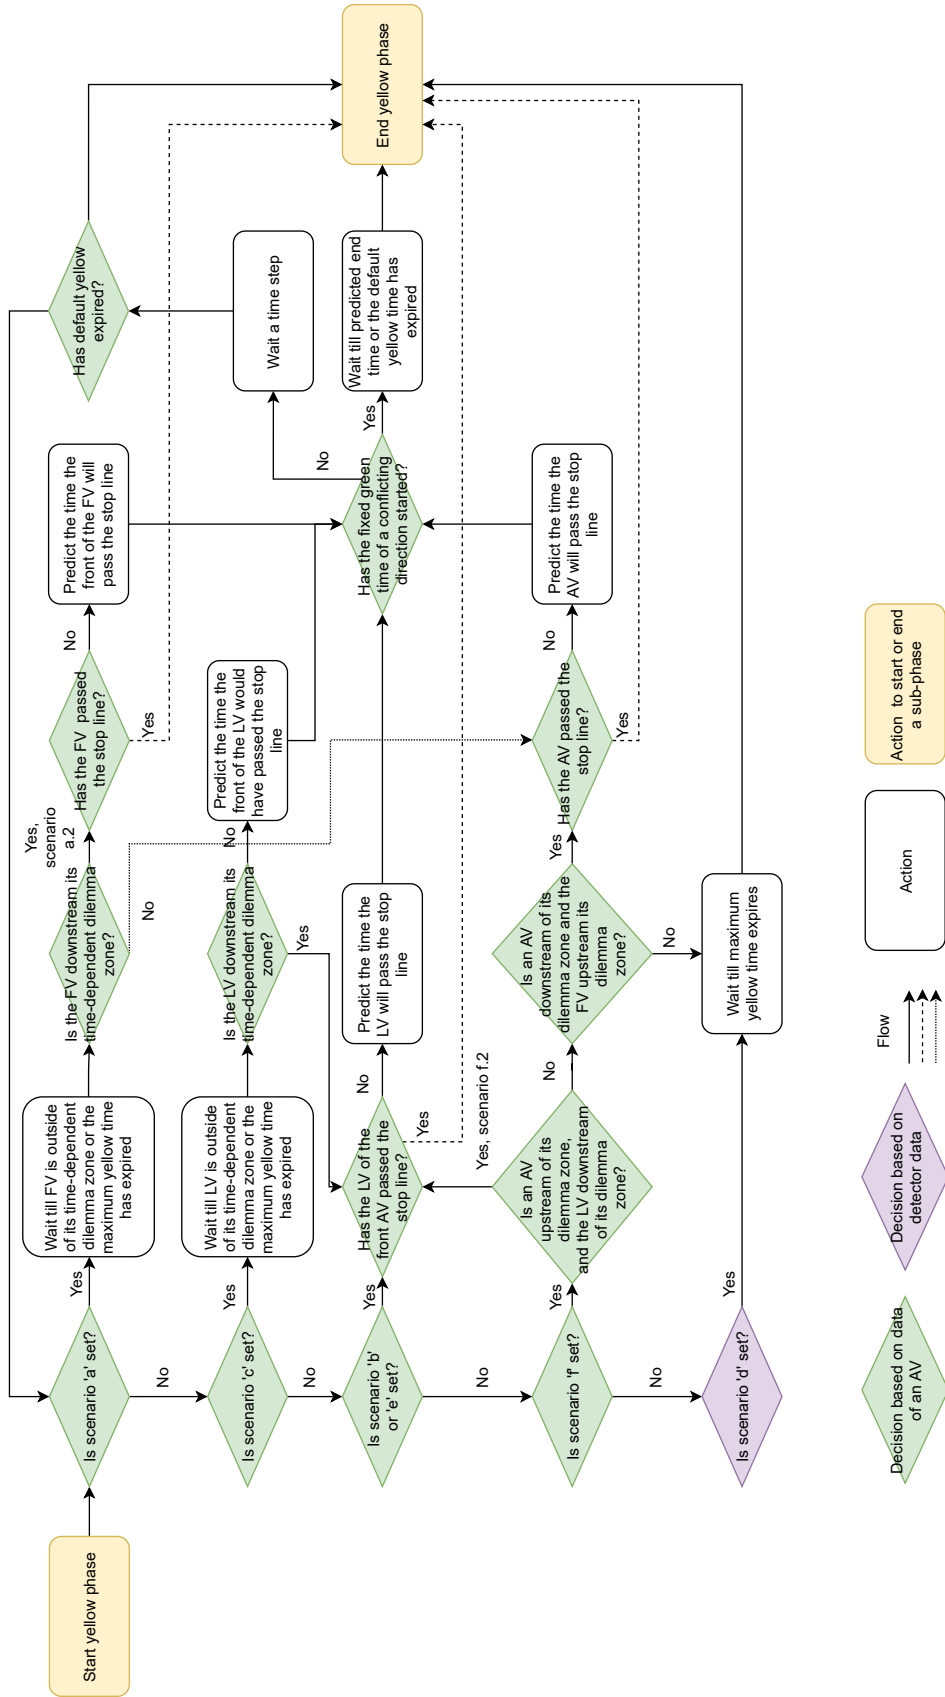 Start yellow phase
Is scenario 'a' set?
Yes
No
Wait till FV is outside
of its time-dependent
dilemma zone or the
maximum yellow time
has expired
Is the FV downstream its
time-dependent dilemma
zone?
Yes,
scenario
a.2
No
Has the FV passed
the stop line?
No
Yes
Predict the time the
front of the FV will
pass the stop line
Has default yellow
expired?
Is scenario 'c' set?
Yes
No
Wait till LV is outside
of its time-dependent
dilemma zone or the
maximum yellow time
has expired
Is the LV downstream its
time-dependent dilemma
zone?
No
Yes
Predict the time the
front of the LV would
have passed the stop
line
Wait a time step
Is scenario 'b'
or 'e' set?
Yes
No
Has the LV of the
front AV passed the
stop line?
No
Yes
Predict the time the
LV will pass the stop
line
Has the fixed green
time of a conflicting
direction started?
No
Yes
Wait till predicted end
time or the default
yellow time has
expired
End yellow phase
Is scenario 'f' set?
Yes
No
Is an AV
upstream of its
dilemma zone,
and the LV downstream
of its dilemma
zone?
Yes, scenario f.2
No
Is an AV
downstream of its
dilemma zone and the
FV upstream its
dilemma
zone?
Yes
No
Has the AV passed the
stop line?
No
Yes
Predict the time the
AV will pass the stop
line
Is scenario 'd' set?
Yes
Wait till maximum
yellow time expires
Decision based on data
of an AV
Decision based on
detector data
Flow
Action
Action to start or end
a sub-phase